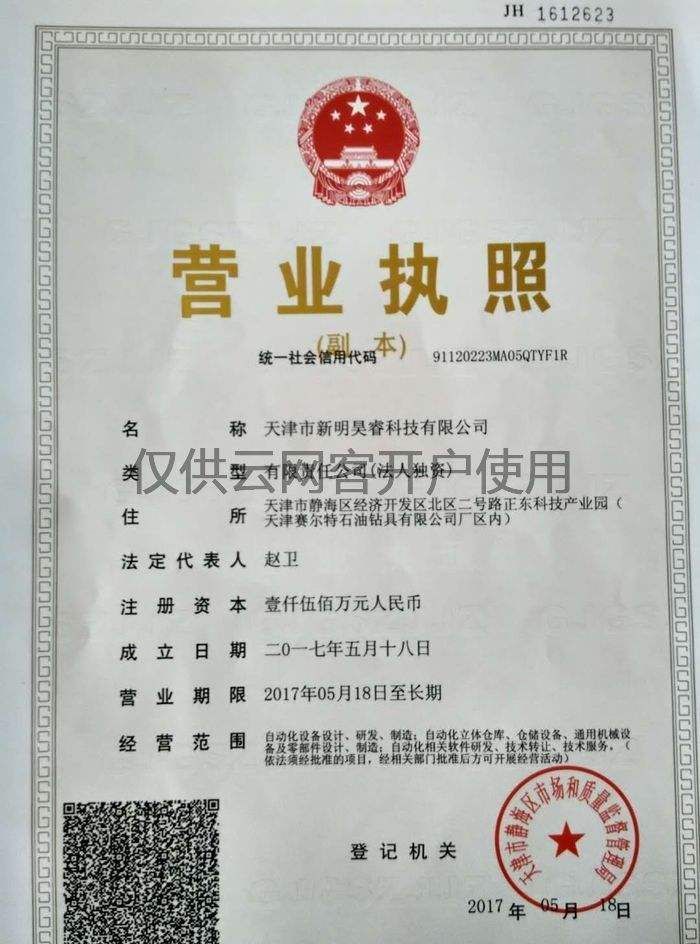 JH 1612623
营业执照
(副本)
统一社会信用代码 91120223MA05QTYF1R
名称 天津市新明昊睿科技有限公司
类型 有限责任公司(法人独资)
仅供云网客开户使用
住所 天津市静海区经济开发区北区二号路正东科技产业园（
天津赛尔特石油钻具有限公司厂区内）
法定代表人 赵卫
注册资本 壹仟伍佰万元人民币
成立日期 二〇一七年五月十八日
营业期限 2017年05月18日至长期
经营范围 自动化设备设计、研发、制造；自动化立体仓库、仓储设备、通用机械设
备及零部件设计、制造；自动化相关软件研发、技术转让、技术服务。（
依法须经批准的项目，经相关部门批准后方可开展经营活动）
天津市静海区市场和质量监督管理局
登记机关
2017年05月18日